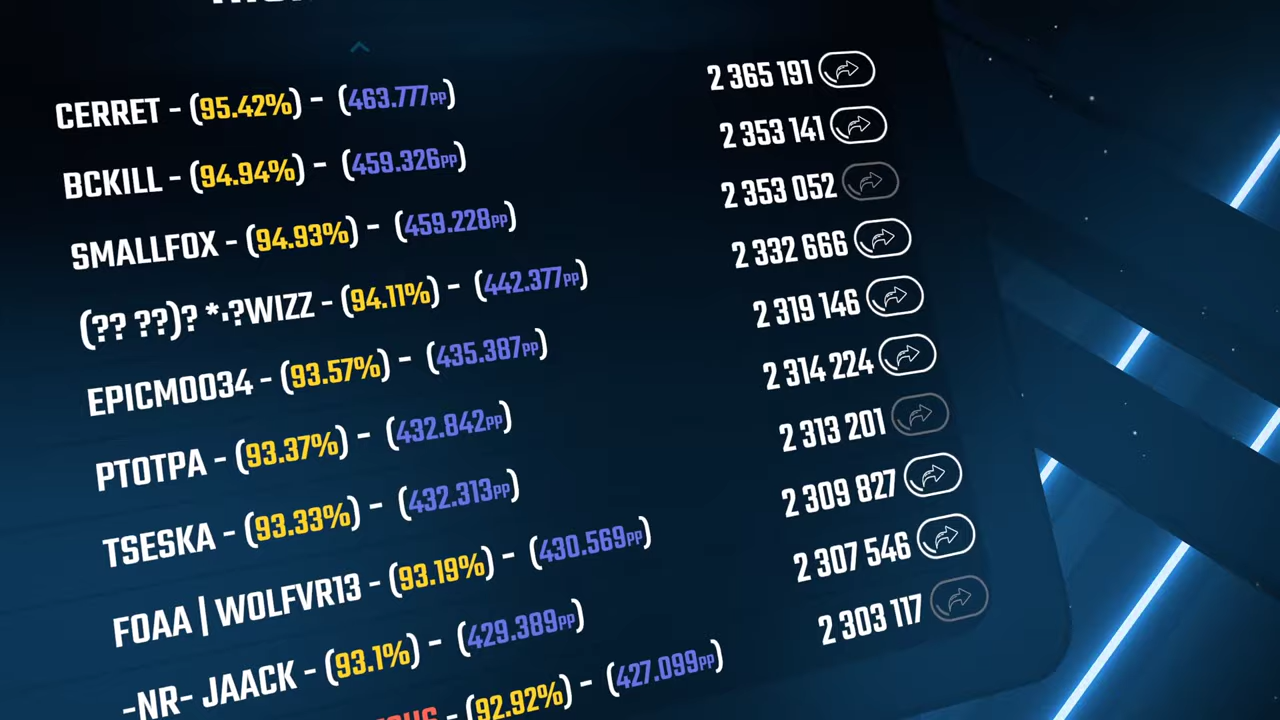 CERRET - (95.42%) - (463.777PP) 2 365 191
BCKILL - (94.94%) - (459.326PP) 2 353 141
SMALLFOX - (94.93%) - (459.228PP) 2 353 052
(?? ??)? *·?WIZZ - (94.11%) - (442.377PP) 2 332 666
EPICMOO34 - (93.57%) - (435.387PP) 2 319 146
PTOTPA - (93.37%) - (432.842PP) 2 314 224
TSESKA - (93.33%) - (432.313PP) 2 313 201
FOAA | WOLFVR13 - (93.19%) - (430.569PP) 2 309 827
-NR- JAACK - (93.1%) - (429.389PP) 2 307 546
- (92.92%) - (427.099PP) 2 303 117